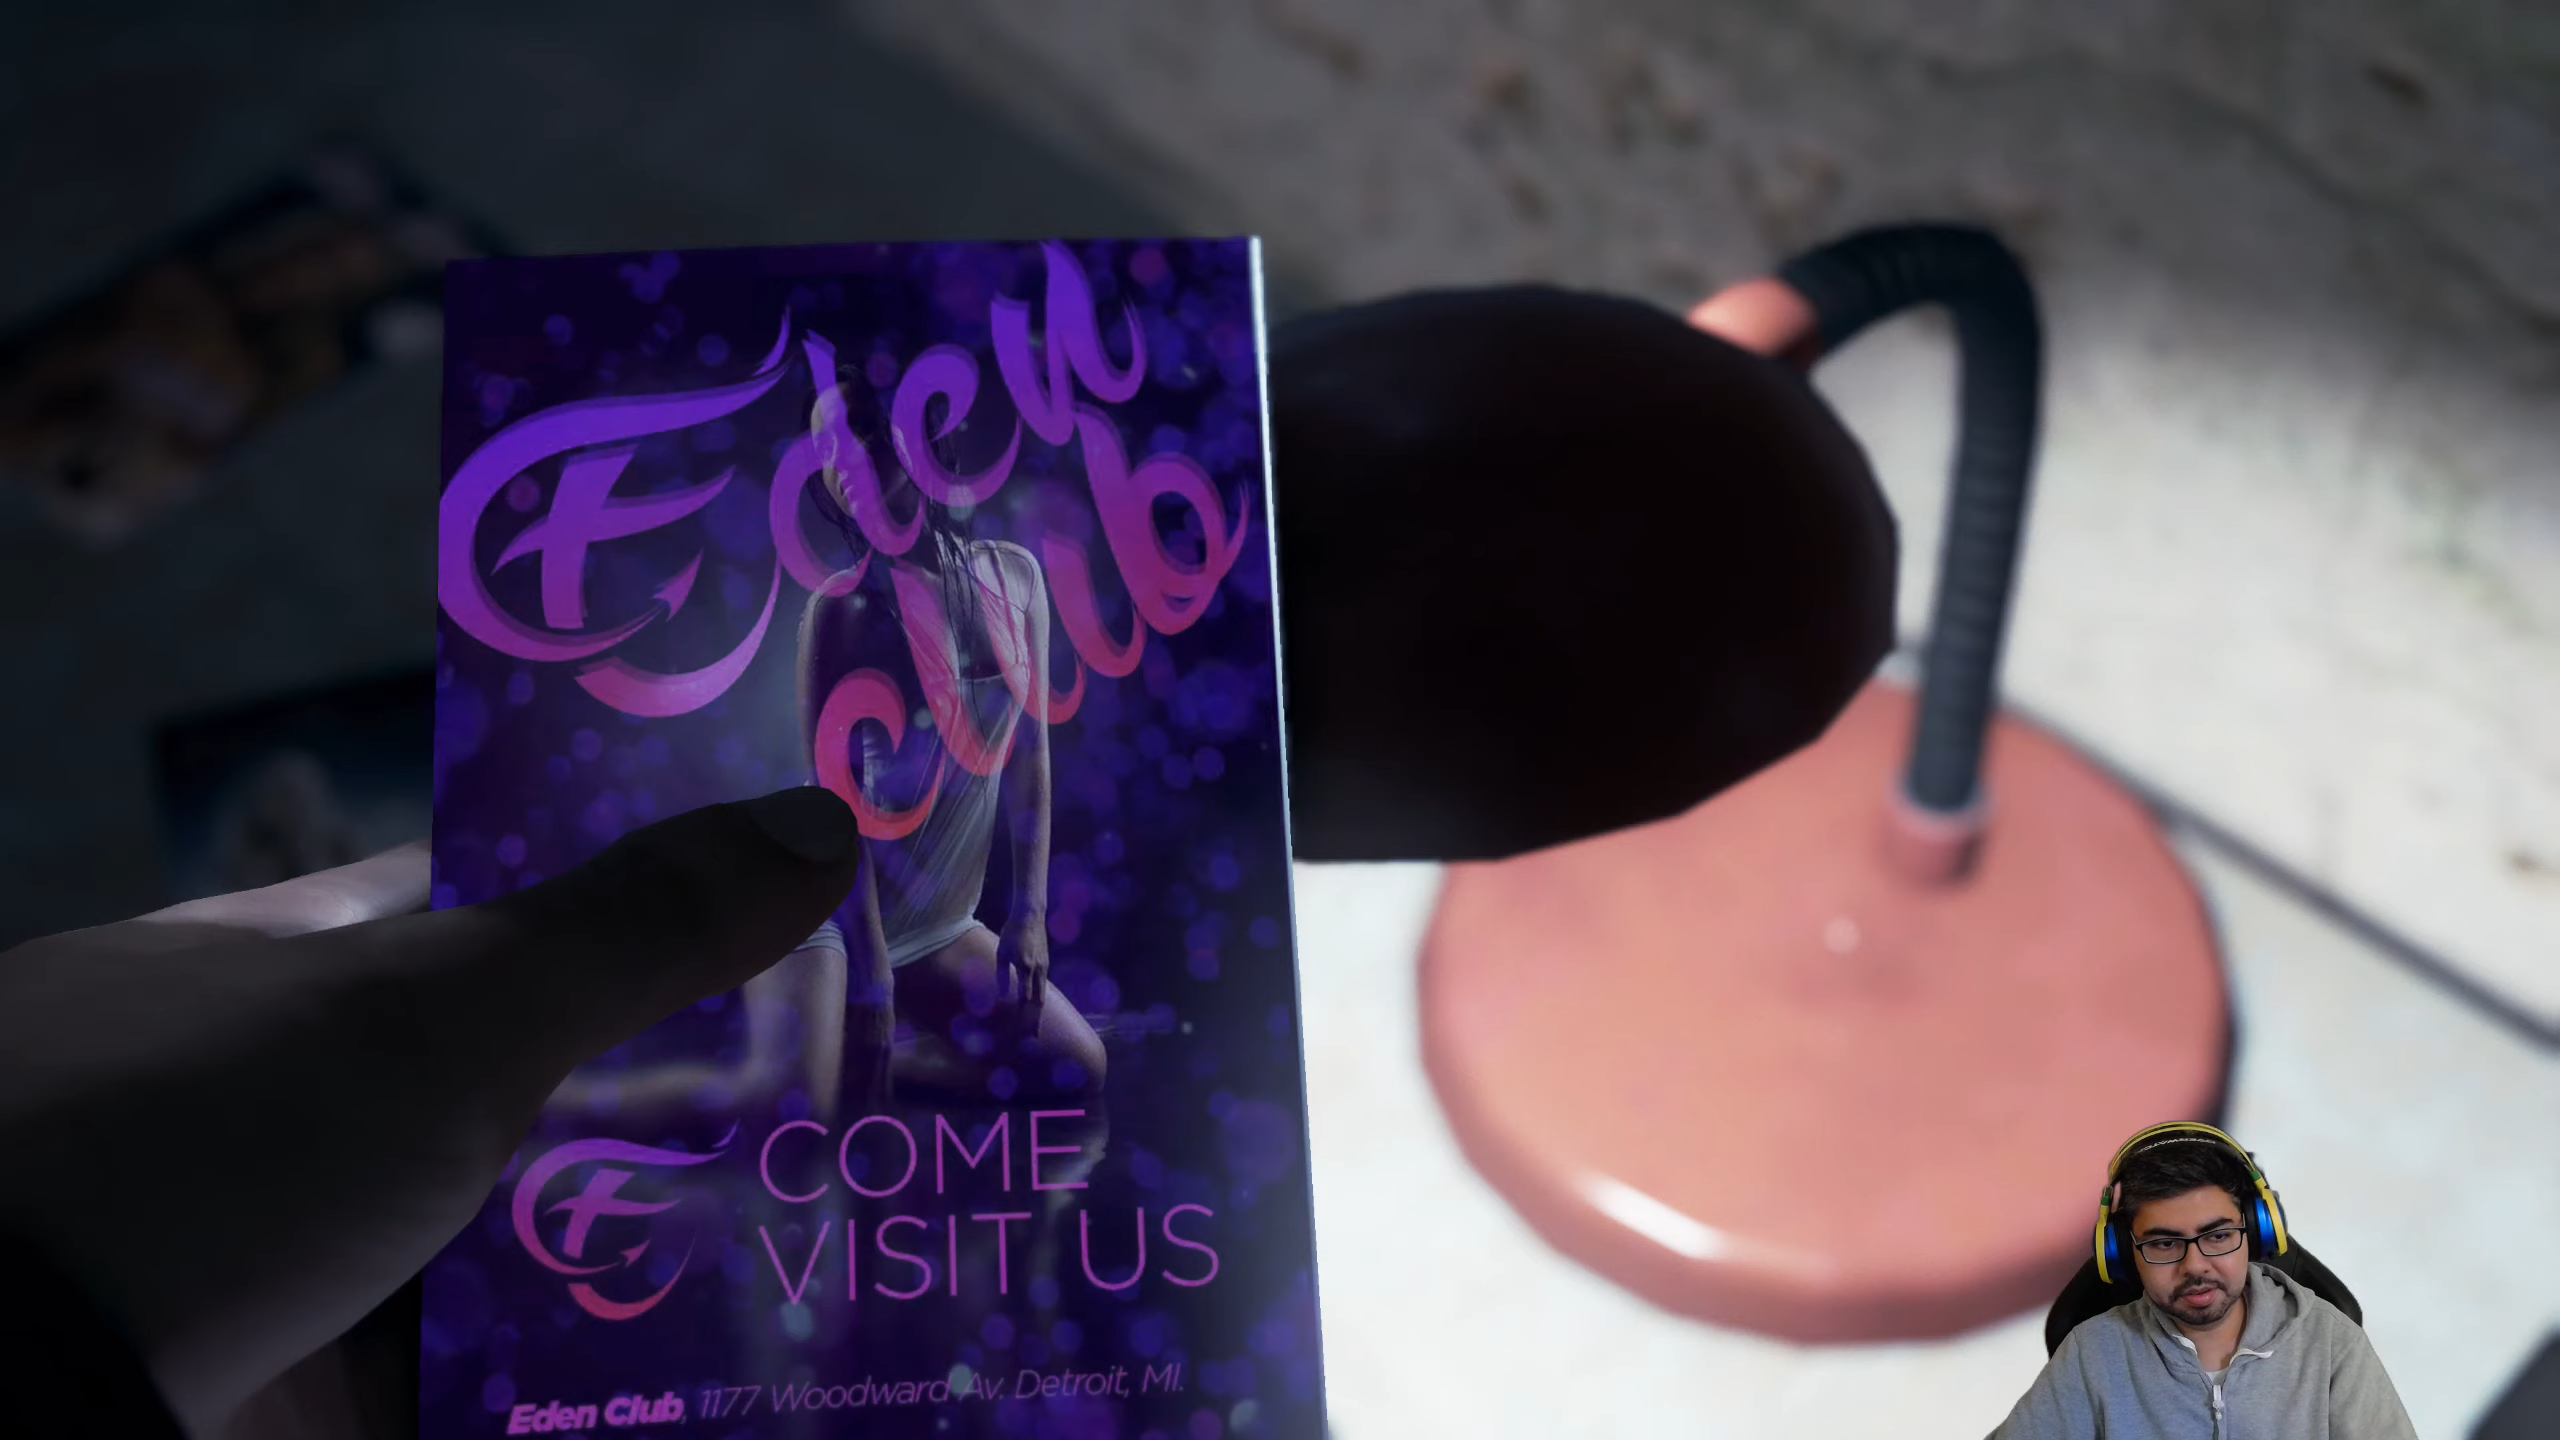 Eden
club
COME
VISIT US
Eden Club, 1177 Woodward Av. Detroit, MI.